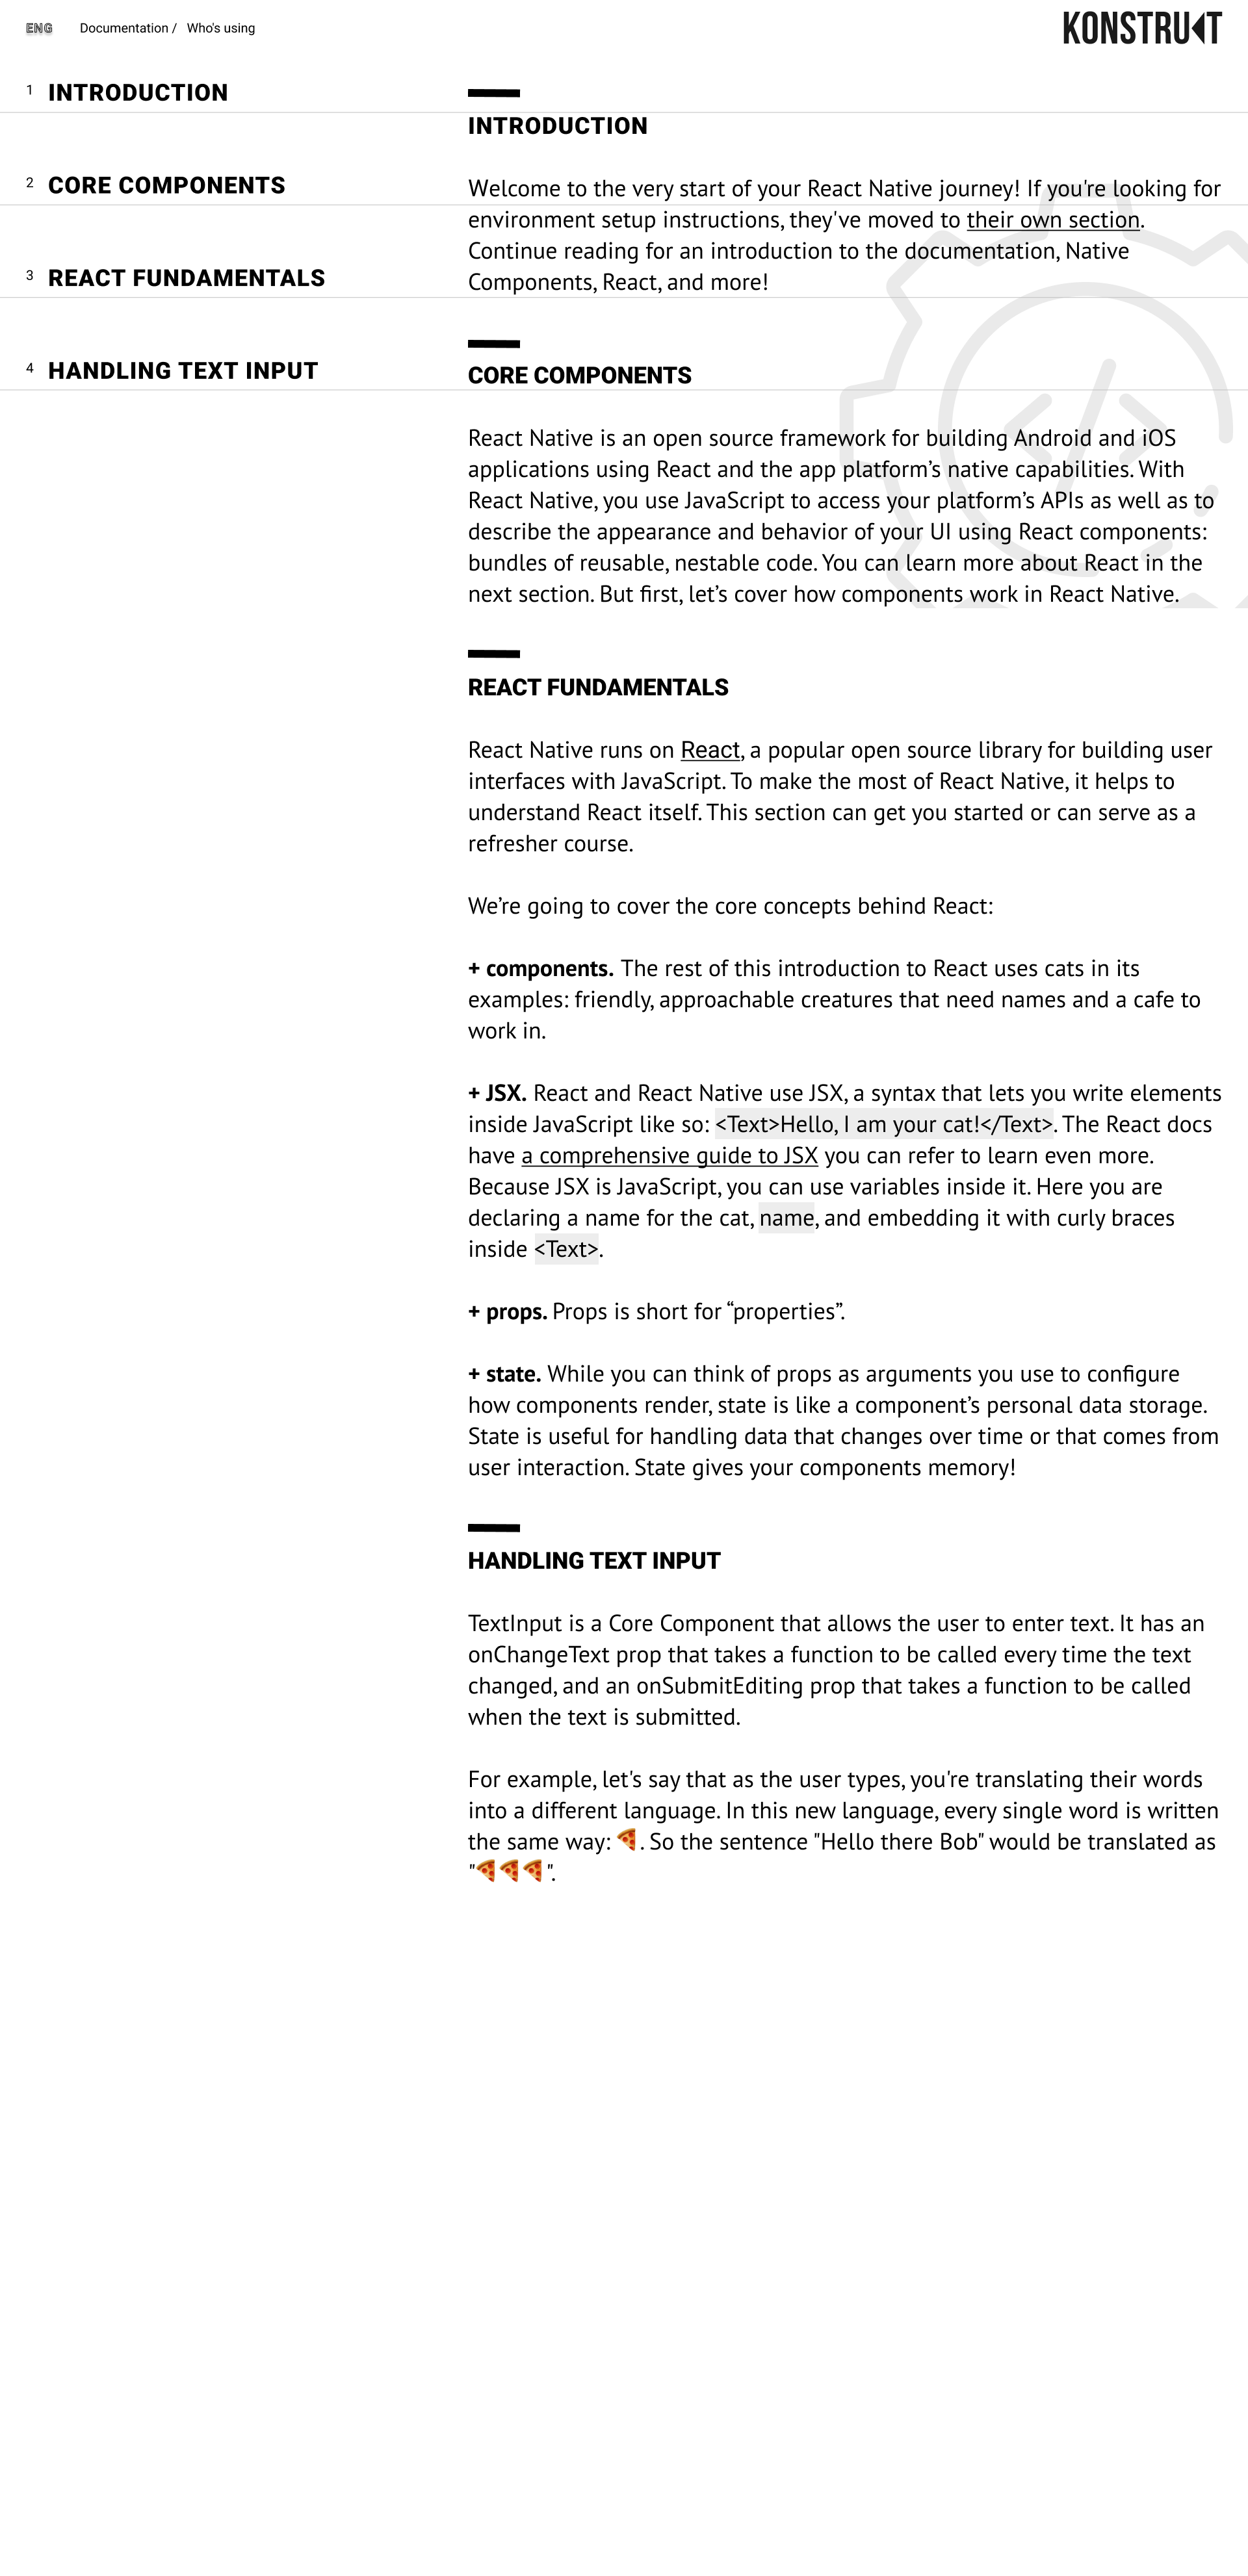 ENG Documentation / Who's using KONSTRUKT
1 INTRODUCTION
2 CORE COMPONENTS
3 REACT FUNDAMENTALS
4 HANDLING TEXT INPUT
INTRODUCTION
Welcome to the very start of your React Native journey! If you're looking for
environment setup instructions, they've moved to their own section.
Continue reading for an introduction to the documentation, Native
Components, React, and more!
CORE COMPONENTS
React Native is an open source framework for building Android and iOS
applications using React and the app platform’s native capabilities. With
React Native, you use JavaScript to access your platform’s APIs as well as to
describe the appearance and behavior of your UI using React components:
bundles of reusable, nestable code. You can learn more about React in the
next section. But first, let’s cover how components work in React Native.
REACT FUNDAMENTALS
React Native runs on React, a popular open source library for building user
interfaces with JavaScript. To make the most of React Native, it helps to
understand React itself. This section can get you started or can serve as a
refresher course.
We’re going to cover the core concepts behind React:
+ components. The rest of this introduction to React uses cats in its
examples: friendly, approachable creatures that need names and a cafe to
work in.
+ JSX. React and React Native use JSX, a syntax that lets you write elements
inside JavaScript like so: <Text>Hello, I am your cat!</Text>. The React docs
have a comprehensive guide to JSX you can refer to learn even more.
Because JSX is JavaScript, you can use variables inside it. Here you are
declaring a name for the cat, name, and embedding it with curly braces
inside <Text>.
+ props. Props is short for “properties”.
+ state. While you can think of props as arguments you use to configure
how components render, state is like a component’s personal data storage.
State is useful for handling data that changes over time or that comes from
user interaction. State gives your components memory!
HANDLING TEXT INPUT
TextInput is a Core Component that allows the user to enter text. It has an
onChangeText prop that takes a function to be called every time the text
changed, and an onSubmitEditing prop that takes a function to be called
when the text is submitted.
For example, let's say that as the user types, you're translating their words
into a different language. In this new language, every single word is written
the same way: 🍕. So the sentence "Hello there Bob" would be translated as
"🍕🍕🍕".